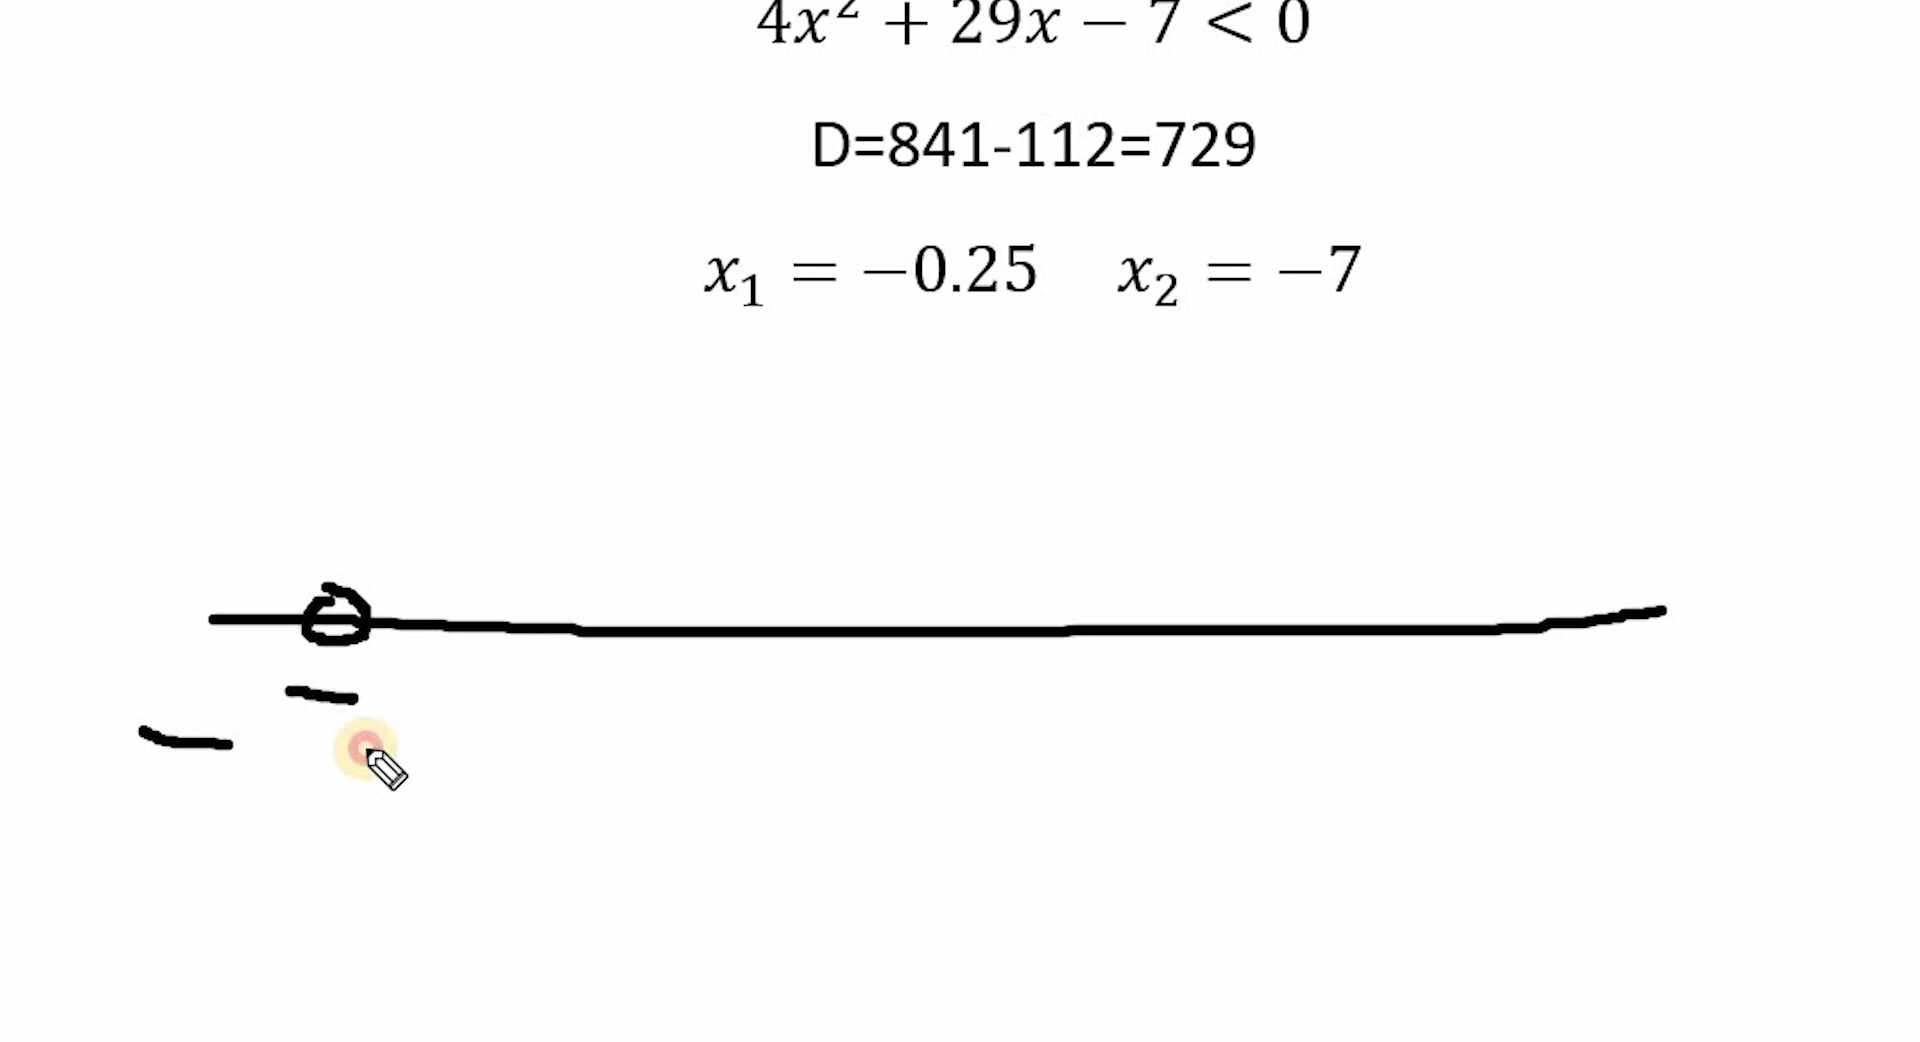 4x² + 29x − 7 < 0
D=841-112=729
x₁ = −0.25 x₂ = −7